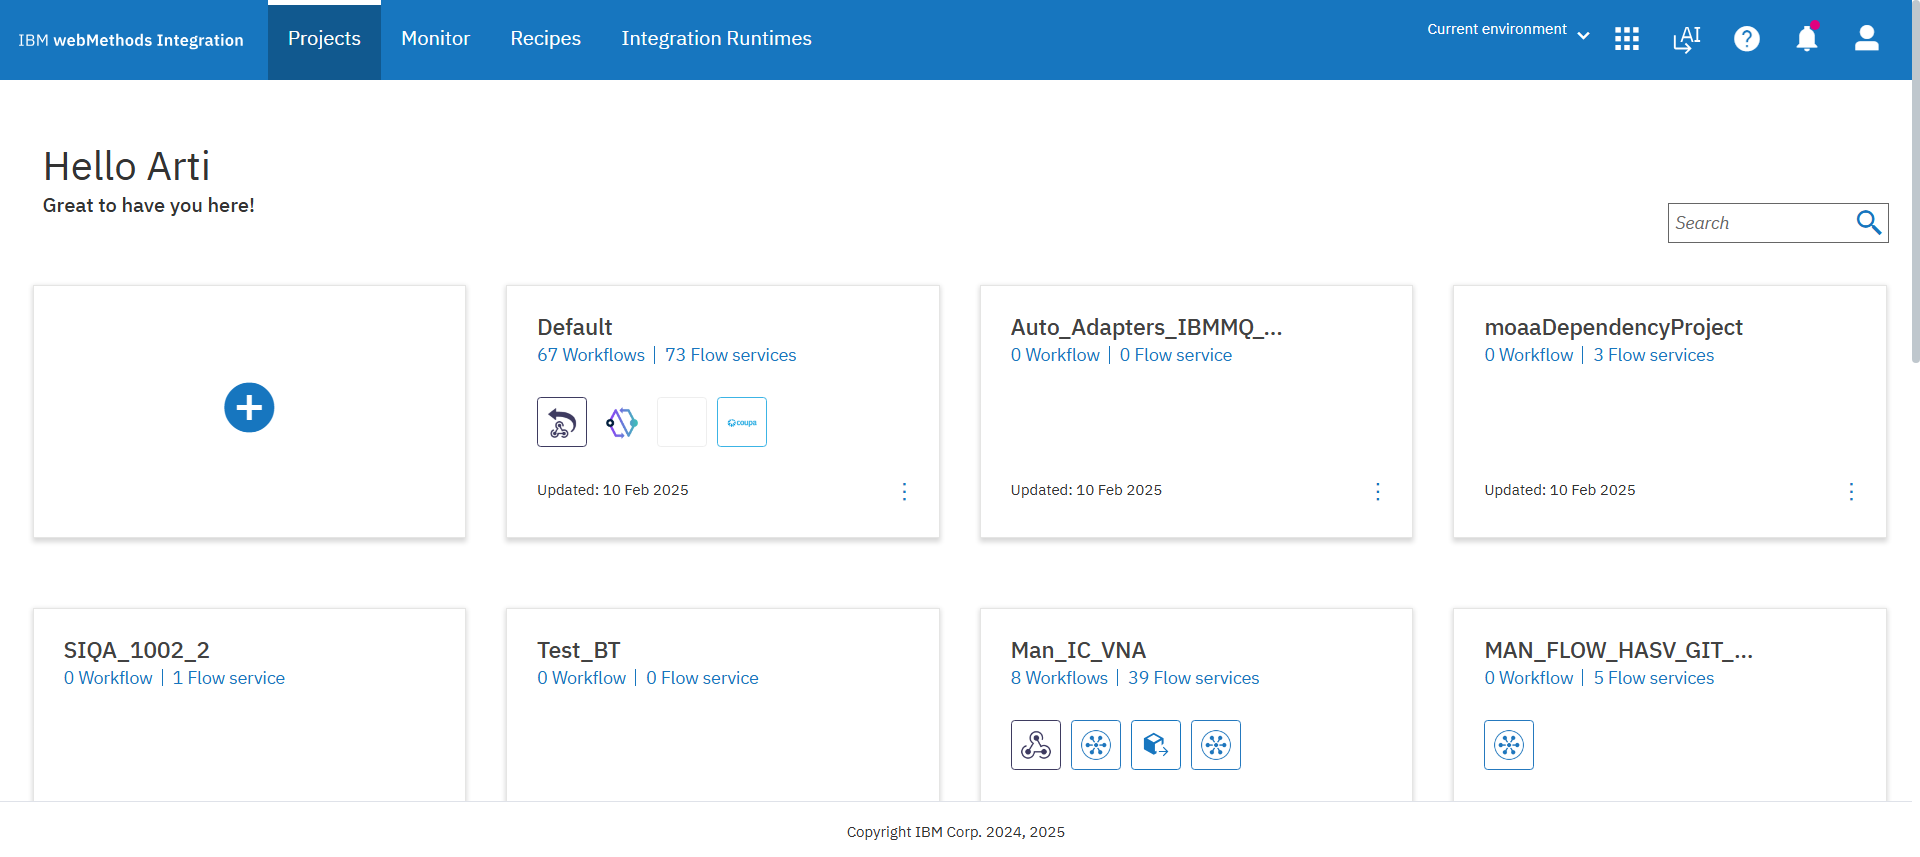 IBM webMethods Integration
Projects
Monitor
Recipes
Integration Runtimes
Current environment
AI
?
Hello Arti
Great to have you here!
Search
Default
67 Workflows | 73 Flow services
coupa
Updated: 10 Feb 2025
Auto_Adapters_IBMMQ_...
0 Workflow | 0 Flow service
Updated: 10 Feb 2025
moaaDependencyProject
0 Workflow | 3 Flow services
Updated: 10 Feb 2025
SIQA_1002_2
0 Workflow | 1 Flow service
Test_BT
0 Workflow | 0 Flow service
Man_IC_VNA
8 Workflows | 39 Flow services
MAN_FLOW_HASV_GIT_...
0 Workflow | 5 Flow services
Copyright IBM Corp. 2024, 2025